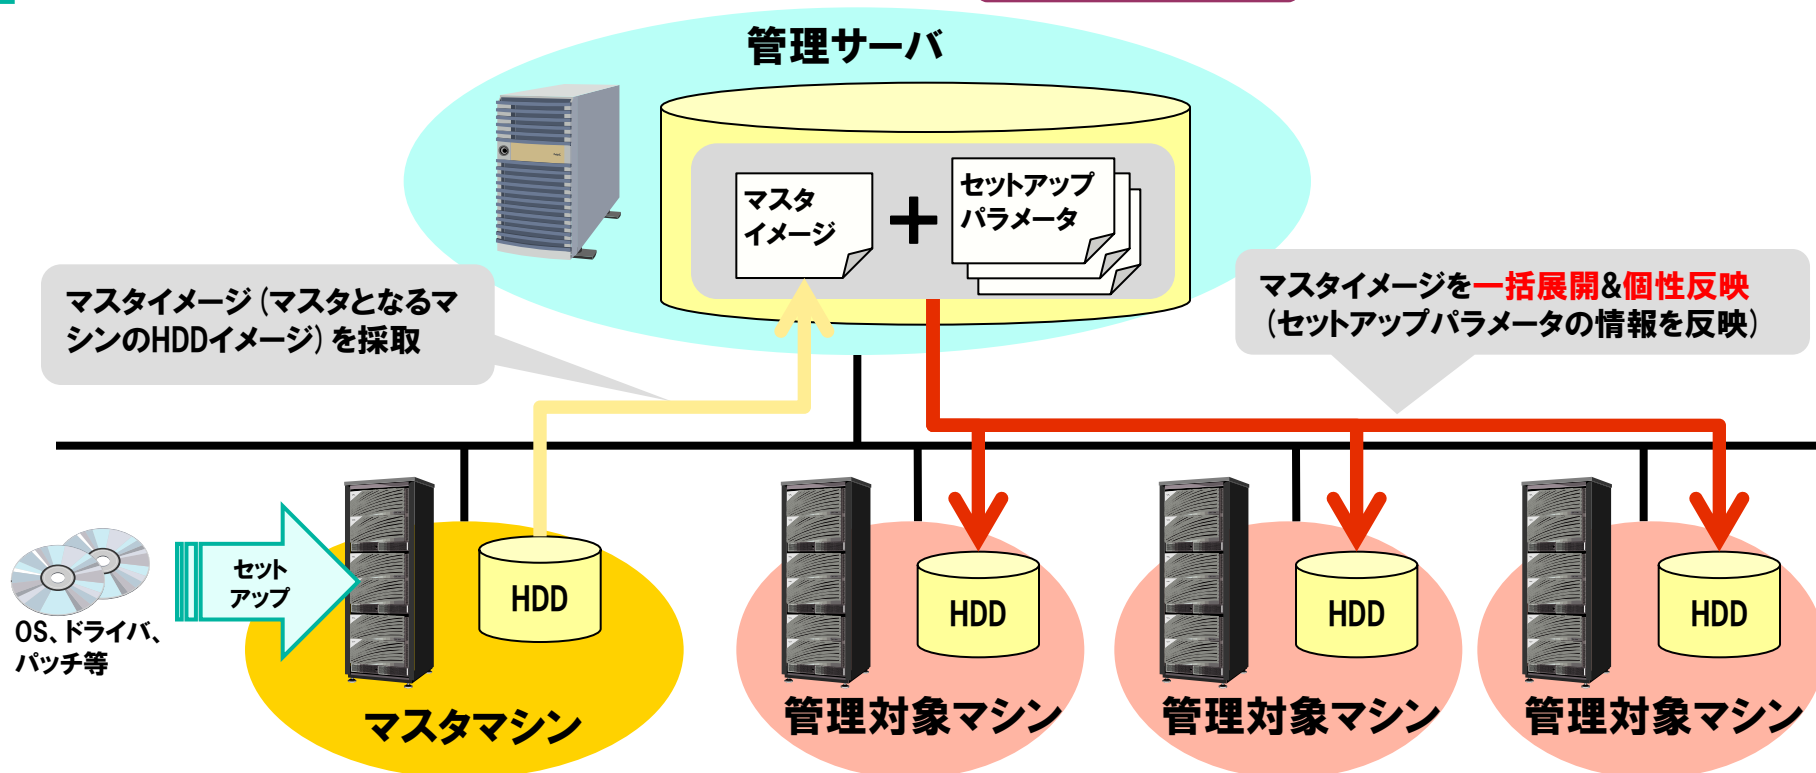 管理サーバ
マスタ
イメージ
＋
セットアップ
パラメータ
マスタイメージ（マスタとなるマ
シンのHDDイメージ）を採取
マスタイメージを一括展開&個性反映
（セットアップパラメータの情報を反映）
セット
アップ
OS、ドライバ、
パッチ等
HDD
マスタマシン
HDD
管理対象マシン
HDD
管理対象マシン
HDD
管理対象マシン